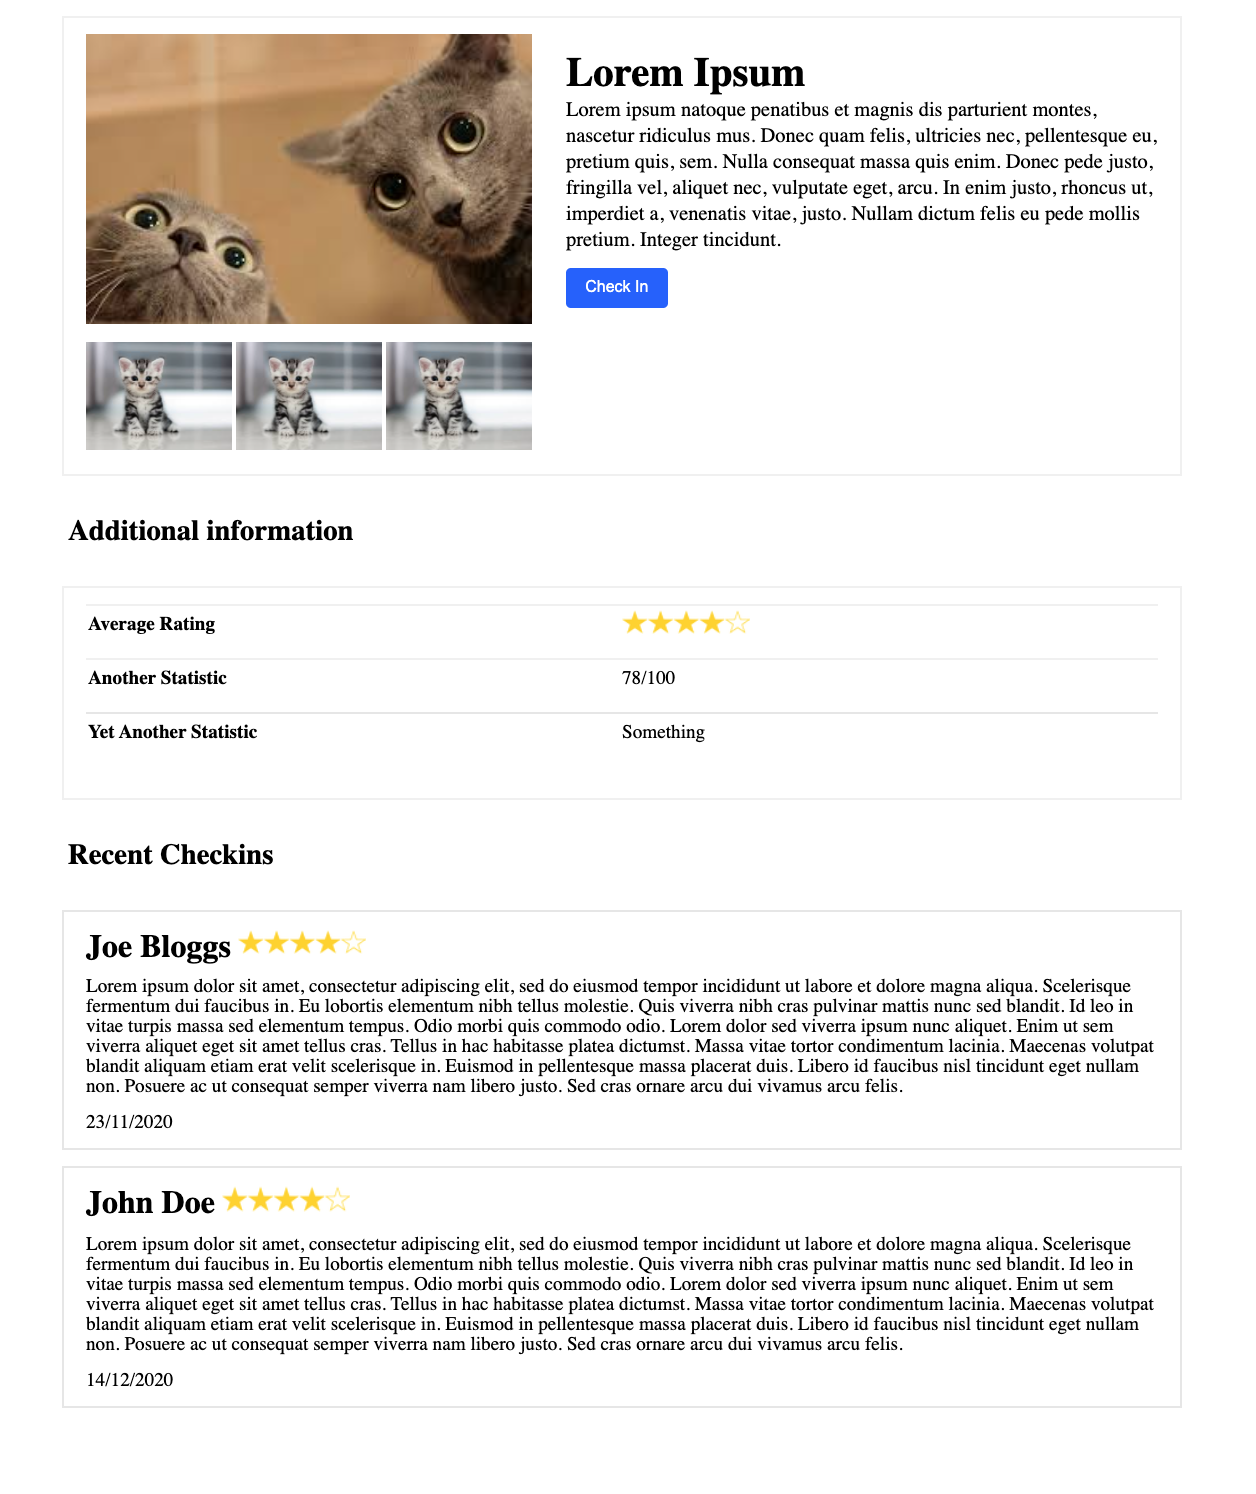 Lorem Ipsum
Lorem ipsum natoque penatibus et magnis dis parturient montes,
nascetur ridiculus mus. Donec quam felis, ultricies nec, pellentesque eu,
pretium quis, sem. Nulla consequat massa quis enim. Donec pede justo,
fringilla vel, aliquet nec, vulputate eget, arcu. In enim justo, rhoncus ut,
imperdiet a, venenatis vitae, justo. Nullam dictum felis eu pede mollis
pretium. Integer tincidunt.
Check In
Additional information
Average Rating ★★★★☆
Another Statistic 78/100
Yet Another Statistic Something
Recent Checkins
Joe Bloggs ★★★★☆
Lorem ipsum dolor sit amet, consectetur adipiscing elit, sed do eiusmod tempor incididunt ut labore et dolore magna aliqua. Scelerisque
fermentum dui faucibus in. Eu lobortis elementum nibh tellus molestie. Quis viverra nibh cras pulvinar mattis nunc sed blandit. Id leo in
vitae turpis massa sed elementum tempus. Odio morbi quis commodo odio. Lorem dolor sed viverra ipsum nunc aliquet. Enim ut sem
viverra aliquet eget sit amet tellus cras. Tellus in hac habitasse platea dictumst. Massa vitae tortor condimentum lacinia. Maecenas volutpat
blandit aliquam etiam erat velit scelerisque in. Euismod in pellentesque massa placerat duis. Libero id faucibus nisl tincidunt eget nullam
non. Posuere ac ut consequat semper viverra nam libero justo. Sed cras ornare arcu dui vivamus arcu felis.
23/11/2020
John Doe ★★★★☆
Lorem ipsum dolor sit amet, consectetur adipiscing elit, sed do eiusmod tempor incididunt ut labore et dolore magna aliqua. Scelerisque
fermentum dui faucibus in. Eu lobortis elementum nibh tellus molestie. Quis viverra nibh cras pulvinar mattis nunc sed blandit. Id leo in
vitae turpis massa sed elementum tempus. Odio morbi quis commodo odio. Lorem dolor sed viverra ipsum nunc aliquet. Enim ut sem
viverra aliquet eget sit amet tellus cras. Tellus in hac habitasse platea dictumst. Massa vitae tortor condimentum lacinia. Maecenas volutpat
blandit aliquam etiam erat velit scelerisque in. Euismod in pellentesque massa placerat duis. Libero id faucibus nisl tincidunt eget nullam
non. Posuere ac ut consequat semper viverra nam libero justo. Sed cras ornare arcu dui vivamus arcu felis.
14/12/2020